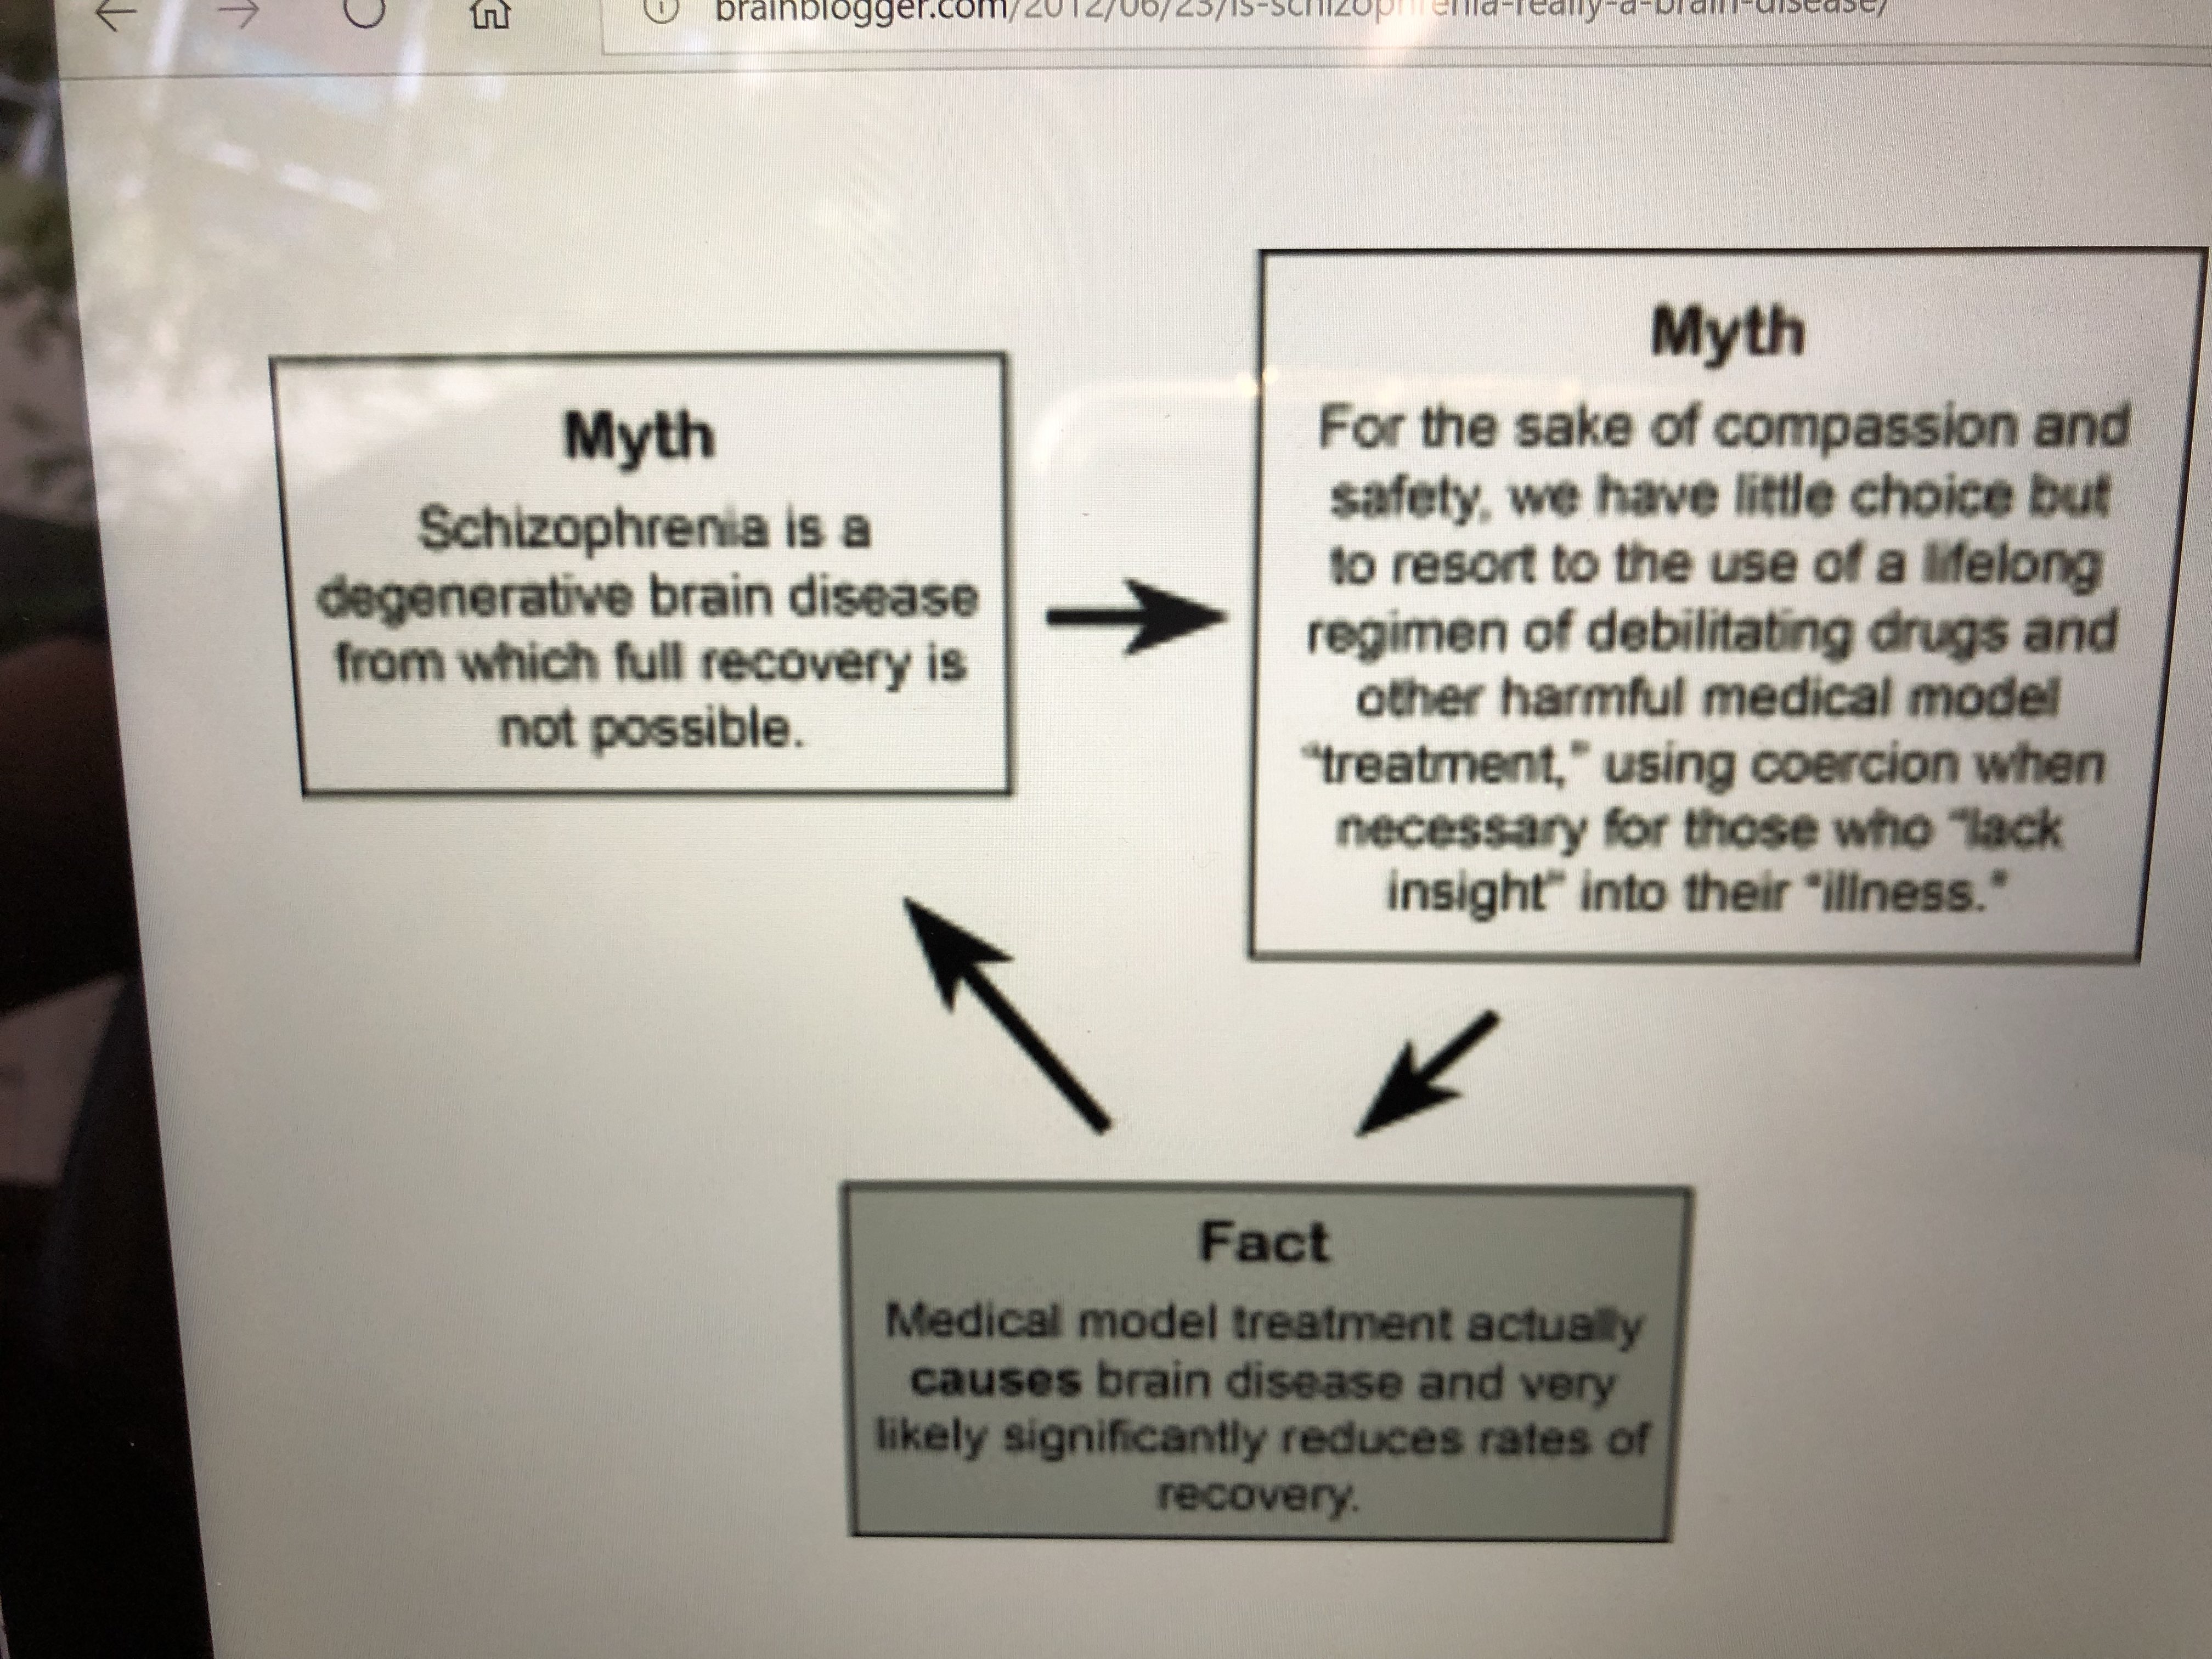 brainblogger.com/2012/06/23/is-schizophrenia-really-a-brain-disease/
Myth
Schizophrenia is a
degenerative brain disease
from which full recovery is
not possible.
Myth
For the sake of compassion and
safety, we have little choice but
to resort to the use of a lifelong
regimen of debilitating drugs and
other harmful medical model
"treatment," using coercion when
necessary for those who "lack
insight" into their "illness."
Fact
Medical model treatment actually
causes brain disease and very
likely significantly reduces rates of
recovery.